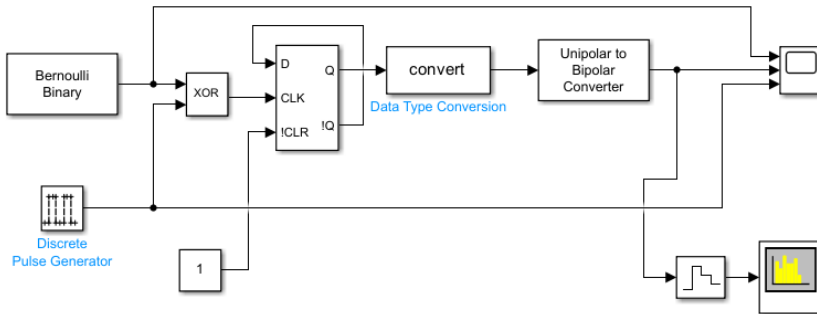 Bernoulli
Binary
XOR
D
Q
CLK
!CLR
!Q
convert
Data Type Conversion
Unipolar to
Bipolar
Converter
Discrete
Pulse Generator
1